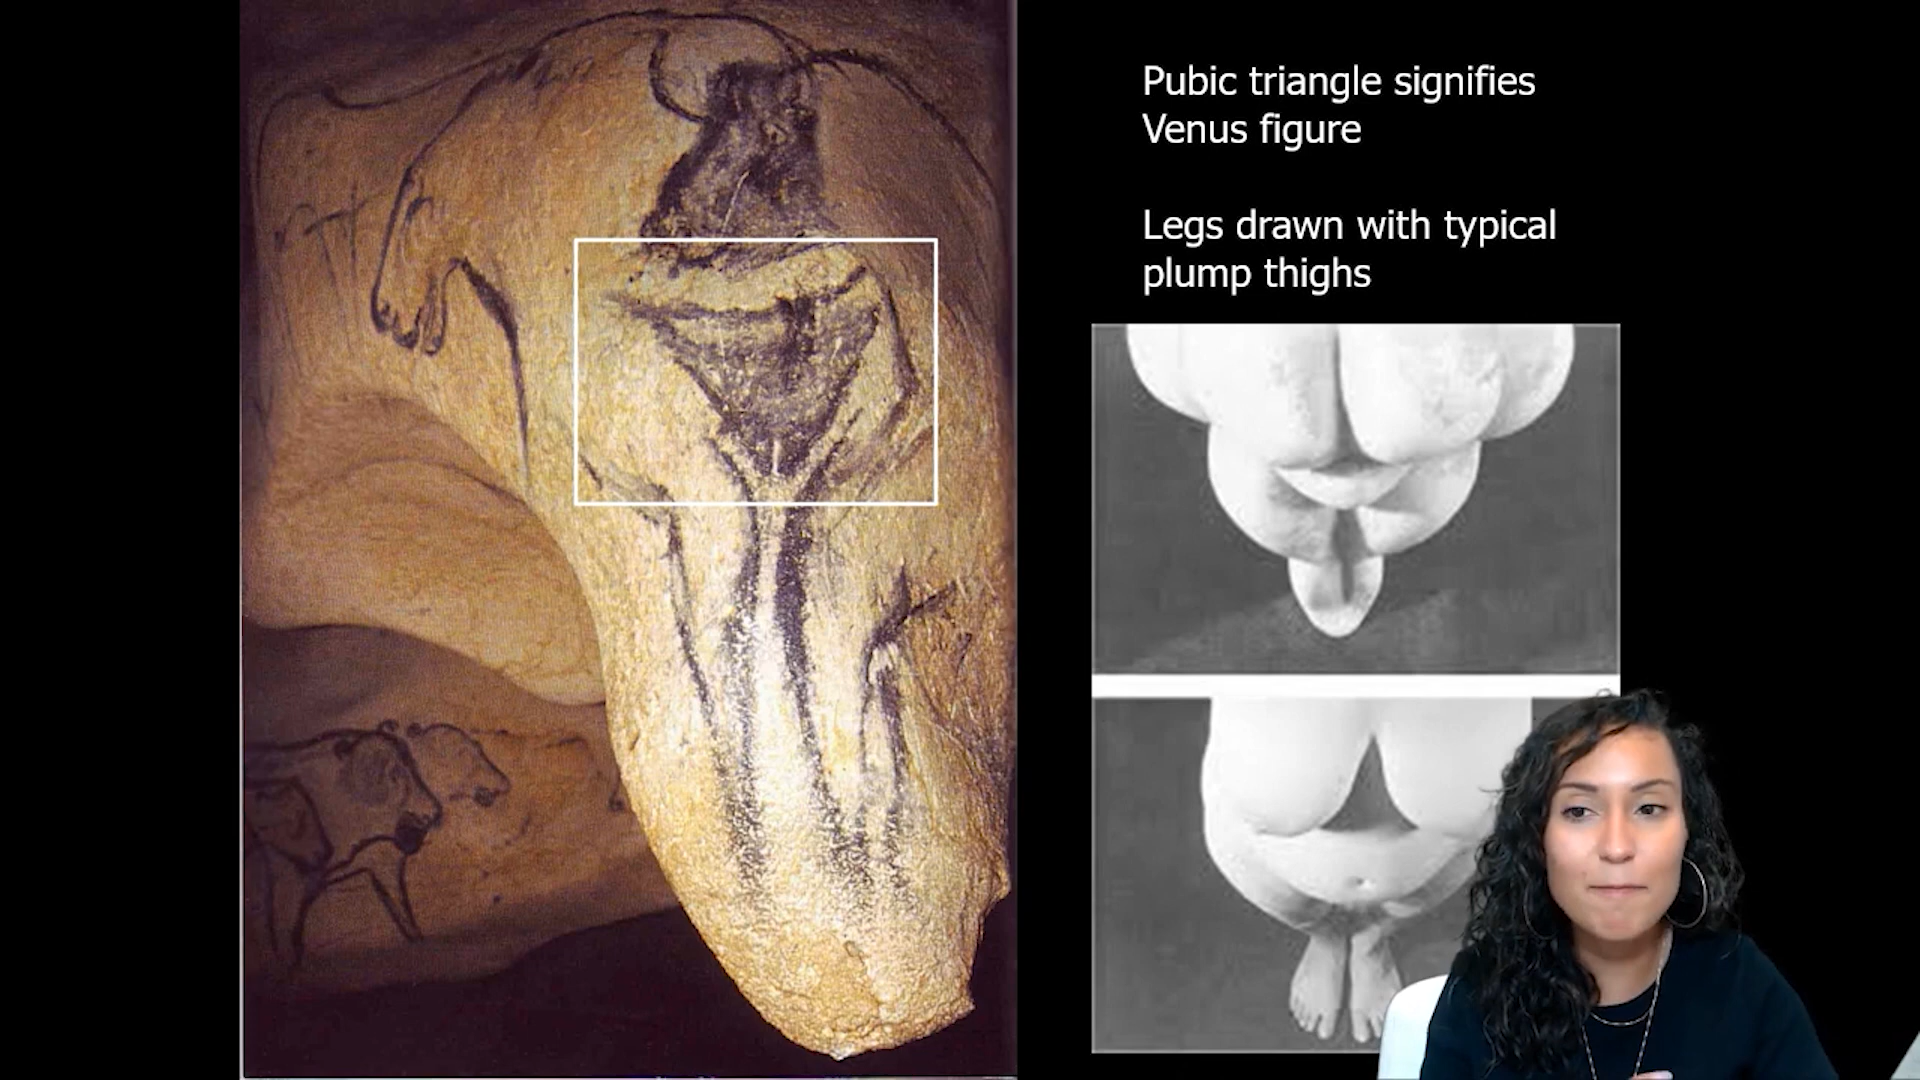 Pubic triangle signifies
Venus figure
Legs drawn with typical
plump thighs